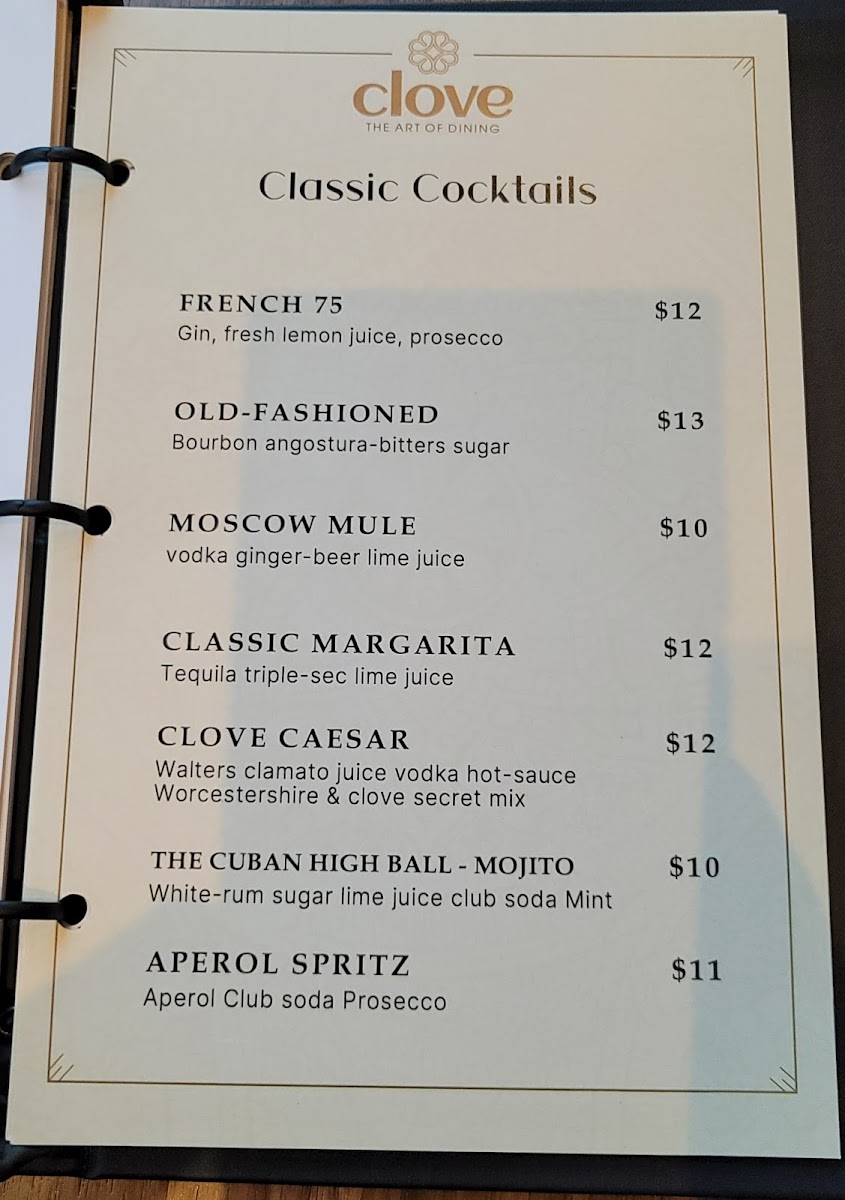 clove
THE ART OF DINING
Classic Cocktails
FRENCH 75 $12
Gin, fresh lemon juice, prosecco
OLD-FASHIONED $13
Bourbon angostura-bitters sugar
MOSCOW MULE $10
vodka ginger-beer lime juice
CLASSIC MARGARITA $12
Tequila triple-sec lime juice
CLOVE CAESAR $12
Walters clamato juice vodka hot-sauce
Worcestershire & clove secret mix
THE CUBAN HIGH BALL - MOJITO $10
White-rum sugar lime juice club soda Mint
APEROL SPRITZ $11
Aperol Club soda Prosecco